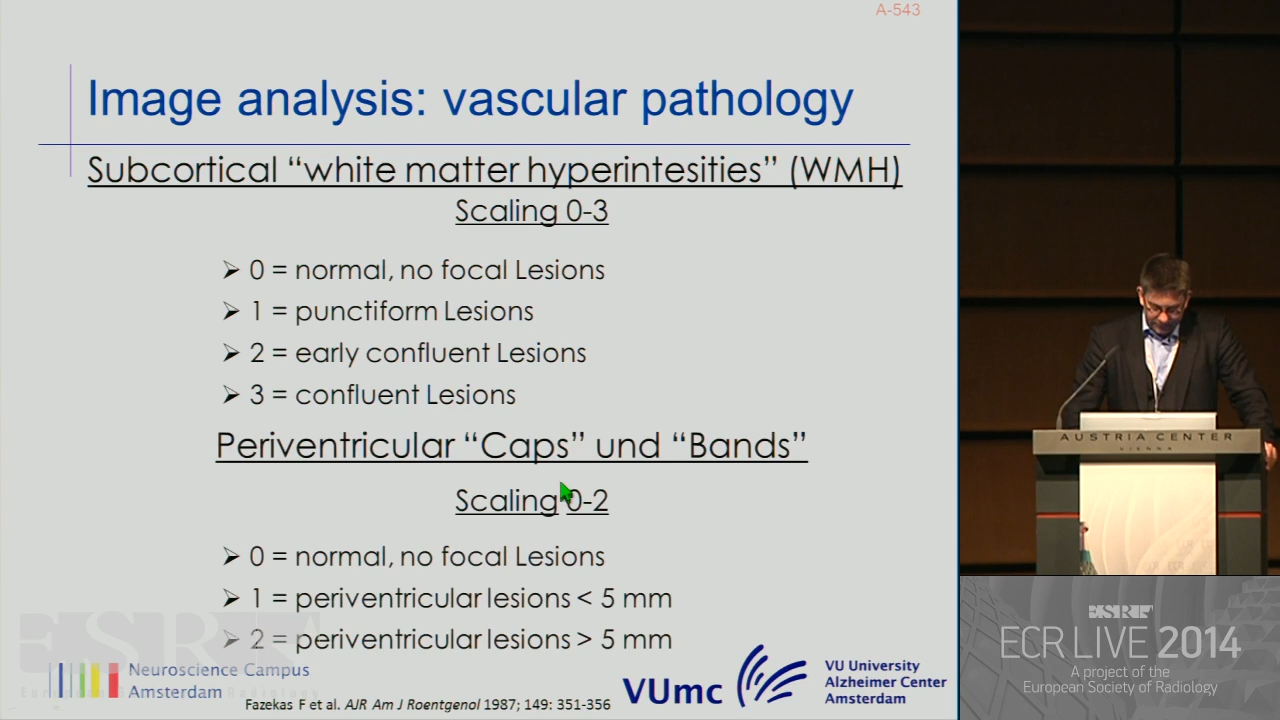 A-543
Image analysis: vascular pathology
Subcortical “white matter hyperintesities” (WMH)
Scaling 0-3
➢ 0 = normal, no focal Lesions
➢ 1 = punctiform Lesions
➢ 2 = early confluent Lesions
➢ 3 = confluent Lesions
Periventricular “Caps” und “Bands”
Scaling 0-2
➢ 0 = normal, no focal Lesions
➢ 1 = periventricular lesions < 5 mm
➢ 2 = periventricular lesions > 5 mm
Neuroscience Campus
Amsterdam
Fazekas F et al. AJR Am J Roentgenol 1987; 149: 351-356
VUmc
VU University
Alzheimer Center
Amsterdam
AUSTRIA CENTER
VIENNA
ESRF
ECR LIVE 2014
A project of the
European Society of Radiology